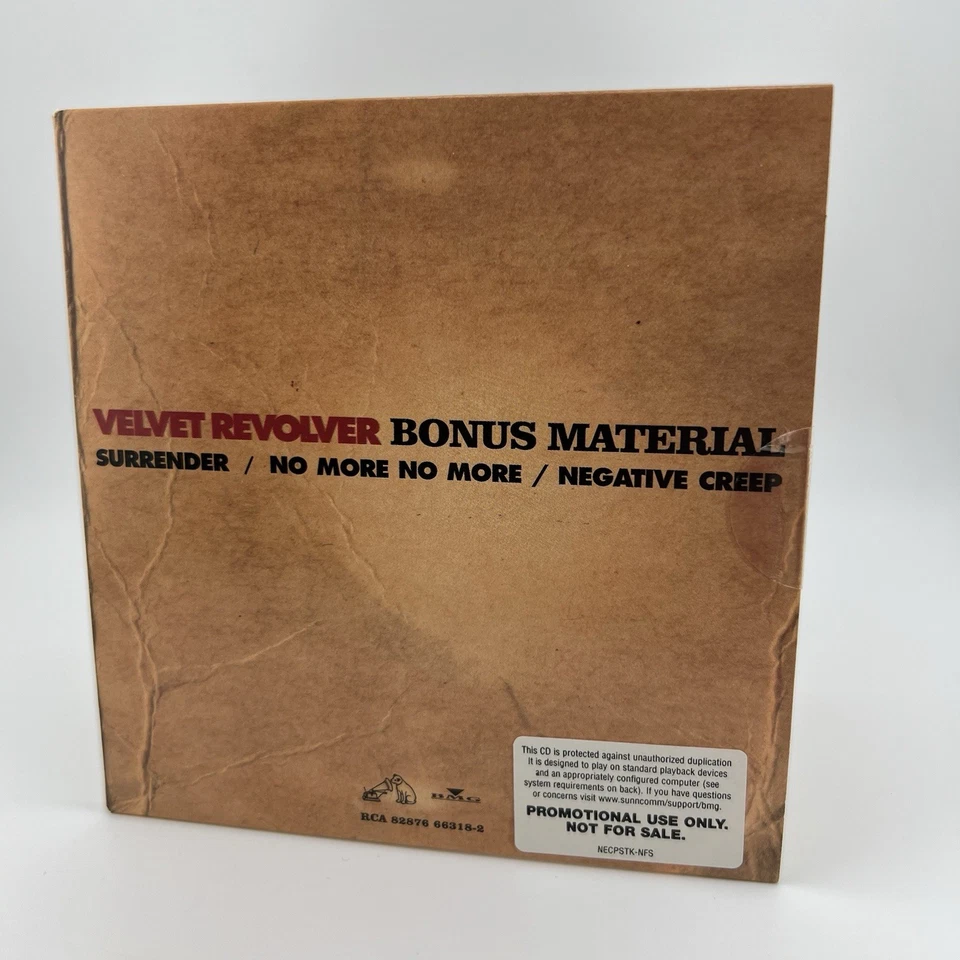 VELVET REVOLVER BONUS MATERIAL
SURRENDER / NO MORE NO MORE / NEGATIVE CREEP
BMG
RCA 82876 66318-2
This CD is protected against unauthorized duplication
It is designed to play on standard playback devices
and an appropriately configured computer (see
system requirements on back). If you have questions
or concerns visit www.sunncomm/support/bmg.
PROMOTIONAL USE ONLY.
NOT FOR SALE.
NECPSTK-NFS